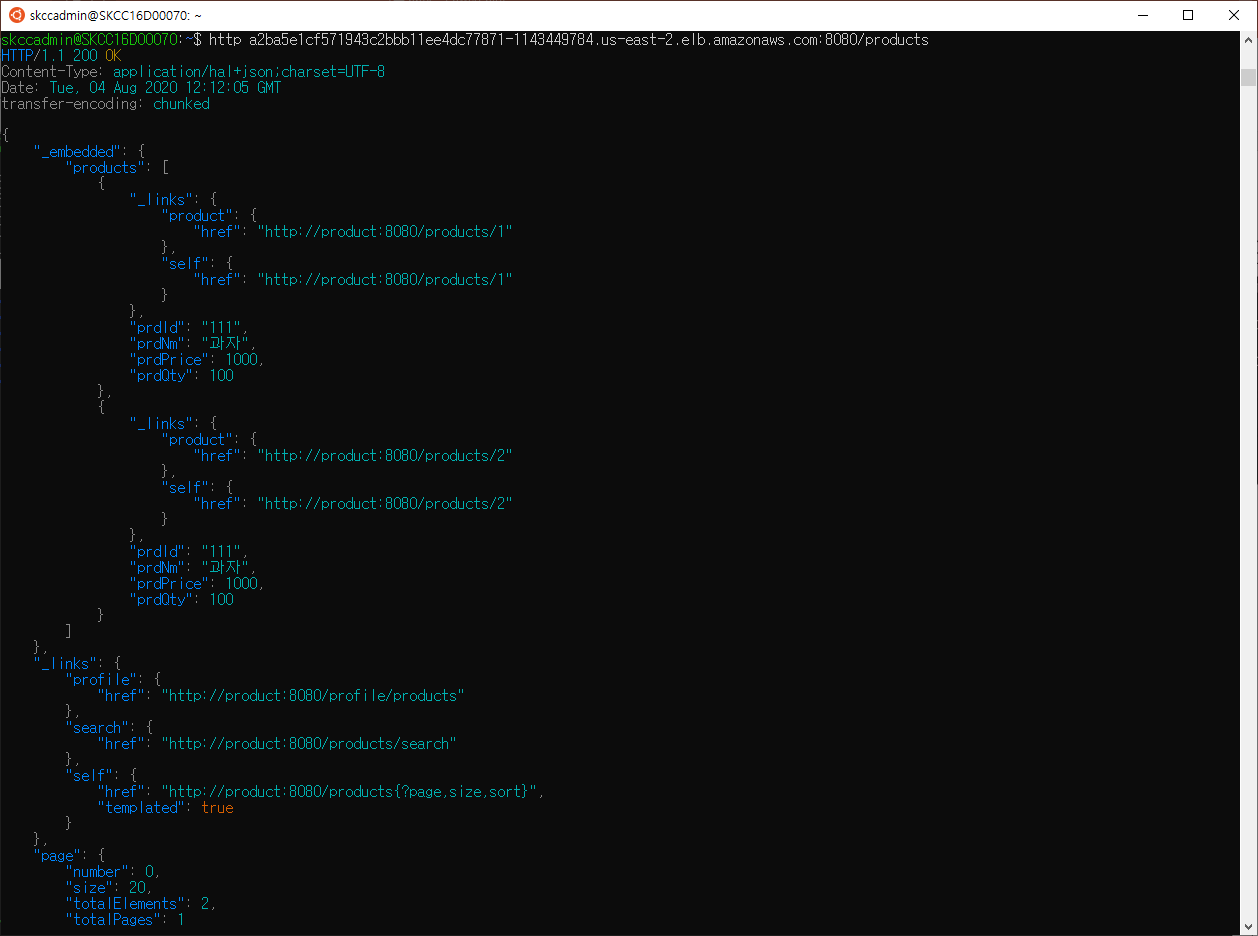 skccadmin@SKCC16D00070: ~
skccadmin@SKCC16D00070:~$ http a2ba5e1cf571943c2bbb11ee4dc77871-1143449784.us-east-2.elb.amazonaws.com:8080/products
HTTP/1.1 200 OK
Content-Type: application/hal+json;charset=UTF-8
Date: Tue, 04 Aug 2020 12:12:05 GMT
transfer-encoding: chunked
{
    "_embedded": {
        "products": [
            {
                "_links": {
                    "product": {
                        "href": "http://product:8080/products/1"
                    },
                    "self": {
                        "href": "http://product:8080/products/1"
                    }
                },
                "prdId": "111",
                "prdNm": "과자",
                "prdPrice": 1000,
                "prdQty": 100
            },
            {
                "_links": {
                    "product": {
                        "href": "http://product:8080/products/2"
                    },
                    "self": {
                        "href": "http://product:8080/products/2"
                    }
                },
                "prdId": "111",
                "prdNm": "과자",
                "prdPrice": 1000,
                "prdQty": 100
            }
        ]
    },
    "_links": {
        "profile": {
            "href": "http://product:8080/profile/products"
        },
        "search": {
            "href": "http://product:8080/products/search"
        },
        "self": {
            "href": "http://product:8080/products{?page,size,sort}",
            "templated": true
        }
    },
    "page": {
        "number": 0,
        "size": 20,
        "totalElements": 2,
        "totalPages": 1